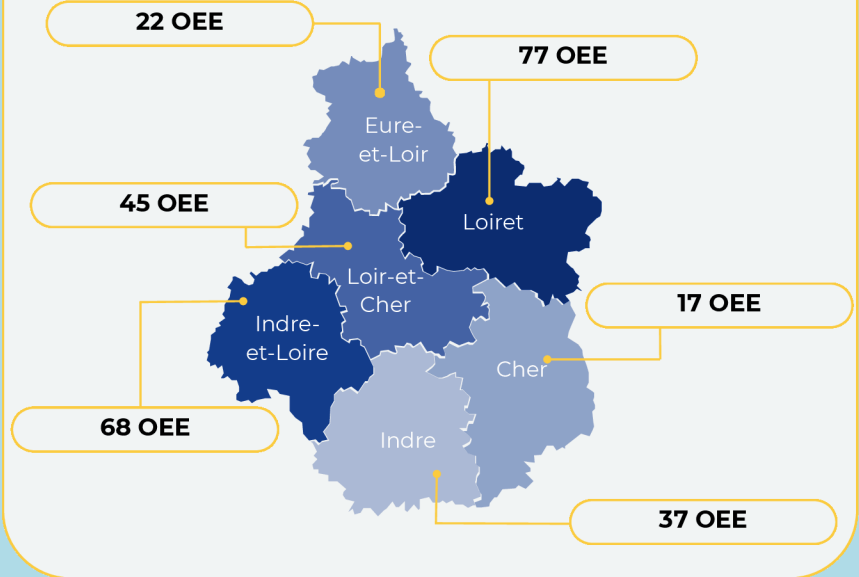 22 OEE
77 OEE
Eure-
et-Loir
45 OEE
Loiret
Loir-et-
Cher
17 OEE
Indre-
et-Loire
Cher
68 OEE
Indre
37 OEE